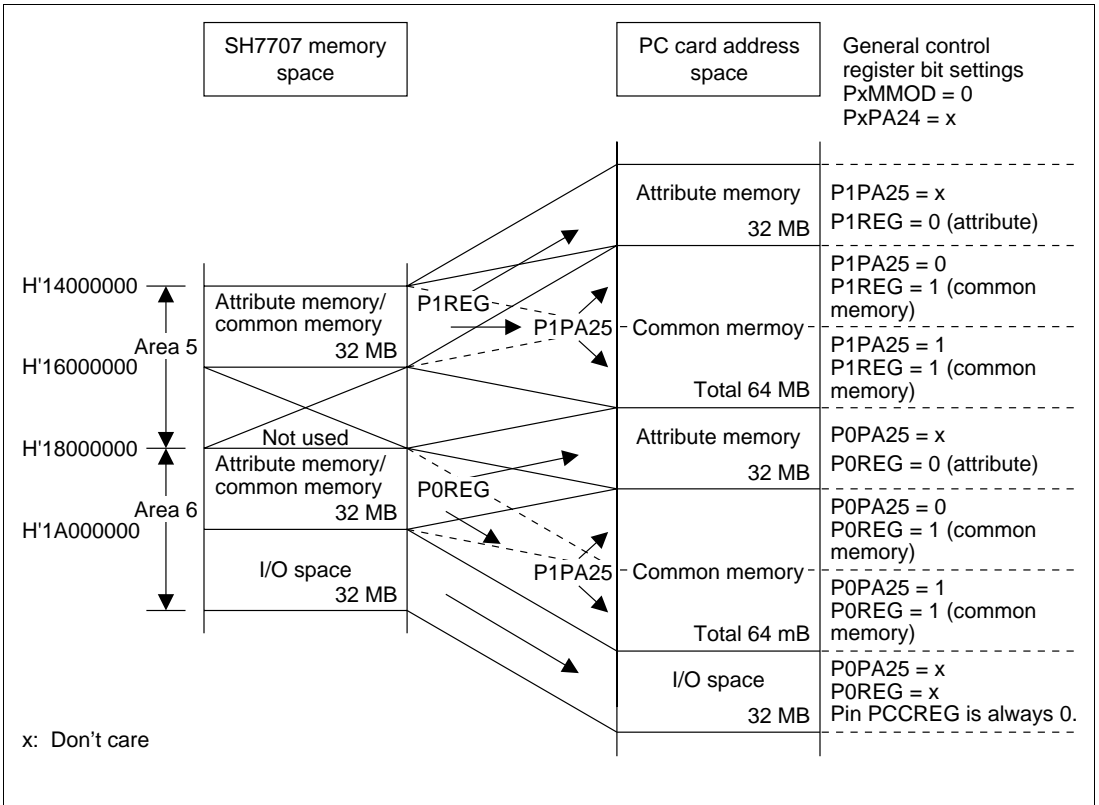 SH7707 memory
space
PC card address
space
General control
register bit settings
PxMMOD = 0
PxPA24 = x
Attribute memory
32 MB
P1PA25 = x
P1REG = 0 (attribute)
H'14000000
Attribute memory/
common memory
32 MB
Area 5
P1REG
P1PA25
Common mermoy
Total 64 MB
P1PA25 = 0
P1REG = 1 (common
memory)
P1PA25 = 1
P1REG = 1 (common
memory)
H'16000000
Not used
H'18000000
Attribute memory
32 MB
P0PA25 = x
P0REG = 0 (attribute)
Attribute memory/
common memory
32 MB
Area 6
P0REG
H'1A000000
P1PA25
Common memory
Total 64 mB
P0PA25 = 0
P0REG = 1 (common
memory)
P0PA25 = 1
P0REG = 1 (common
memory)
I/O space
32 MB
I/O space
32 MB
P0PA25 = x
P0REG = x
Pin PCCREG is always 0.
x: Don't care